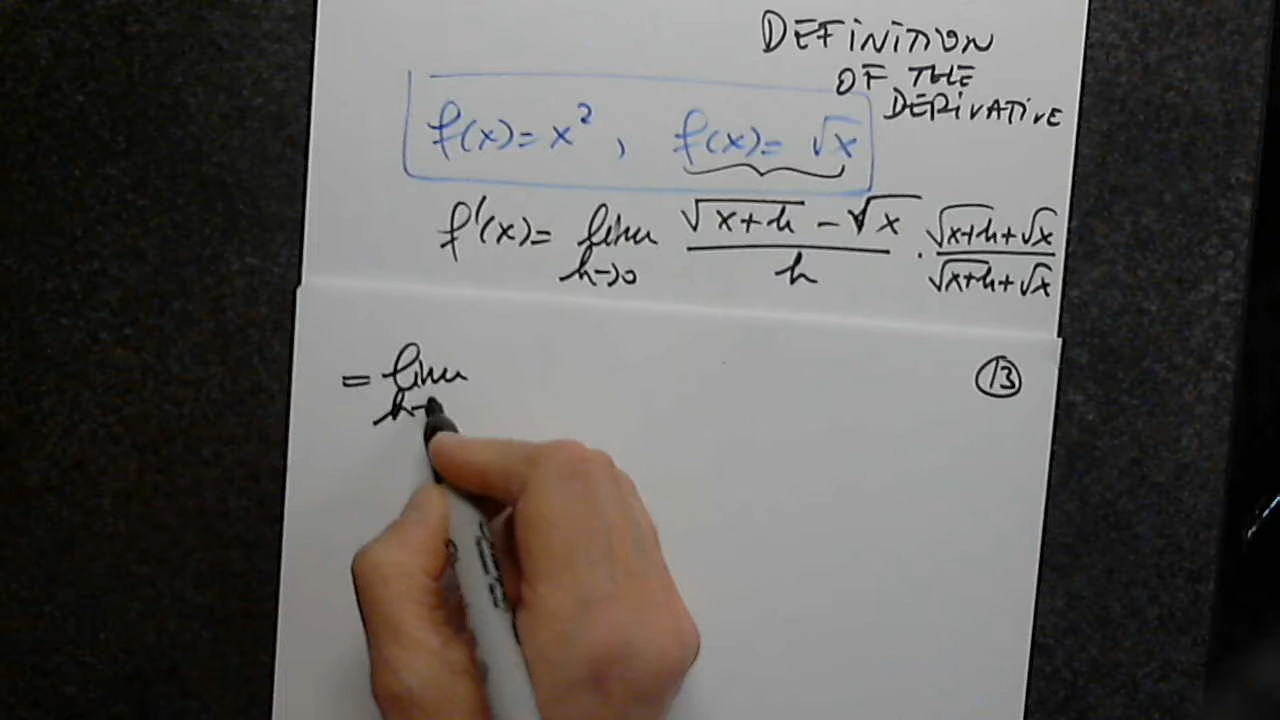 DEFINITION
OF THE
DERIVATIVE
f(x)=x², f(x)=√x
f'(x)= lim h→0 (√(x+h) - √x)/h · (√(x+h)+√x)/(√(x+h)+√x)
= lim h→
13